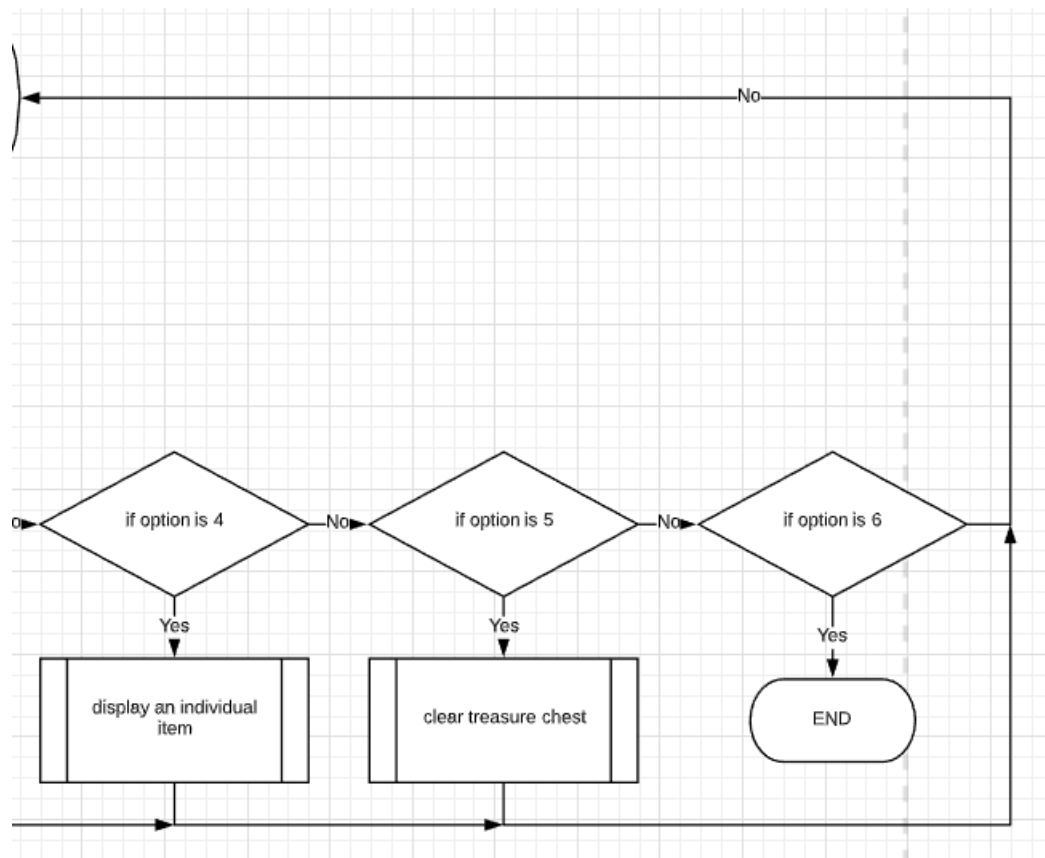 No
o
if option is 4
No
if option is 5
No
if option is 6
Yes
Yes
Yes
display an individual
item
clear treasure chest
END